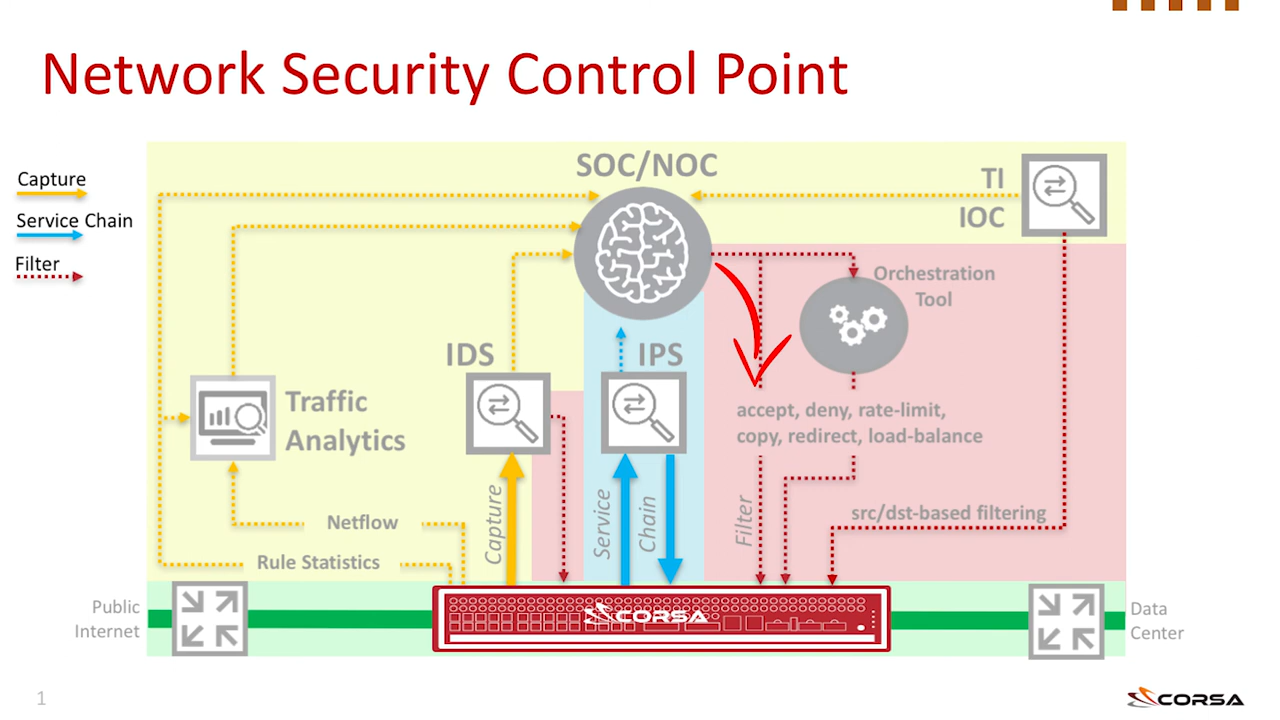 Network Security Control Point
Capture
Service Chain
Filter
SOC/NOC
TI
IOC
Orchestration
Tool
IDS
IPS
Traffic
Analytics
accept, deny, rate-limit,
copy, redirect, load-balance
Capture
Service
Chain
Filter
src/dst-based filtering
Netflow
Rule Statistics
Public
Internet
CORSA
Data
Center
1
CORSA